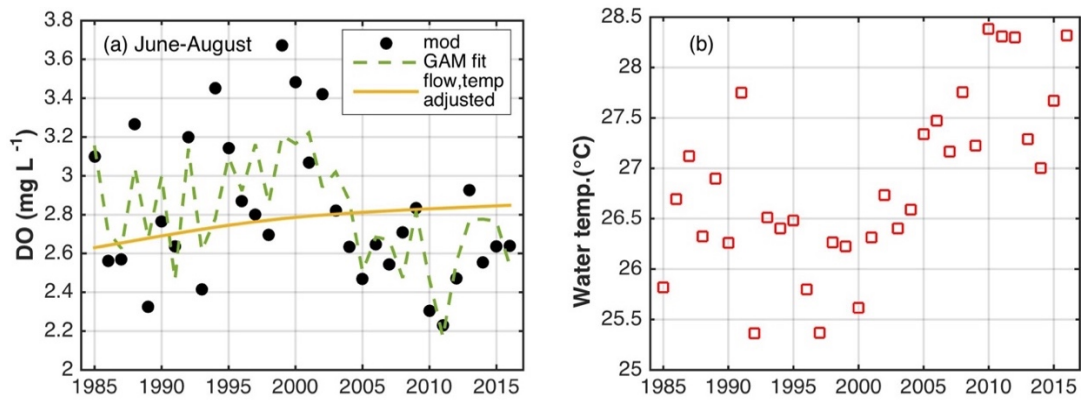 (a) June-August
mod
GAM fit
flow,temp
adjusted
DO (mg L⁻¹)
3.8
3.6
3.4
3.2
3
2.8
2.6
2.4
2.2
2
1985 1990 1995 2000 2005 2010 2015
(b)
Water temp.(°C)
28.5
28
27.5
27
26.5
26
25.5
25
1985 1990 1995 2000 2005 2010 2015